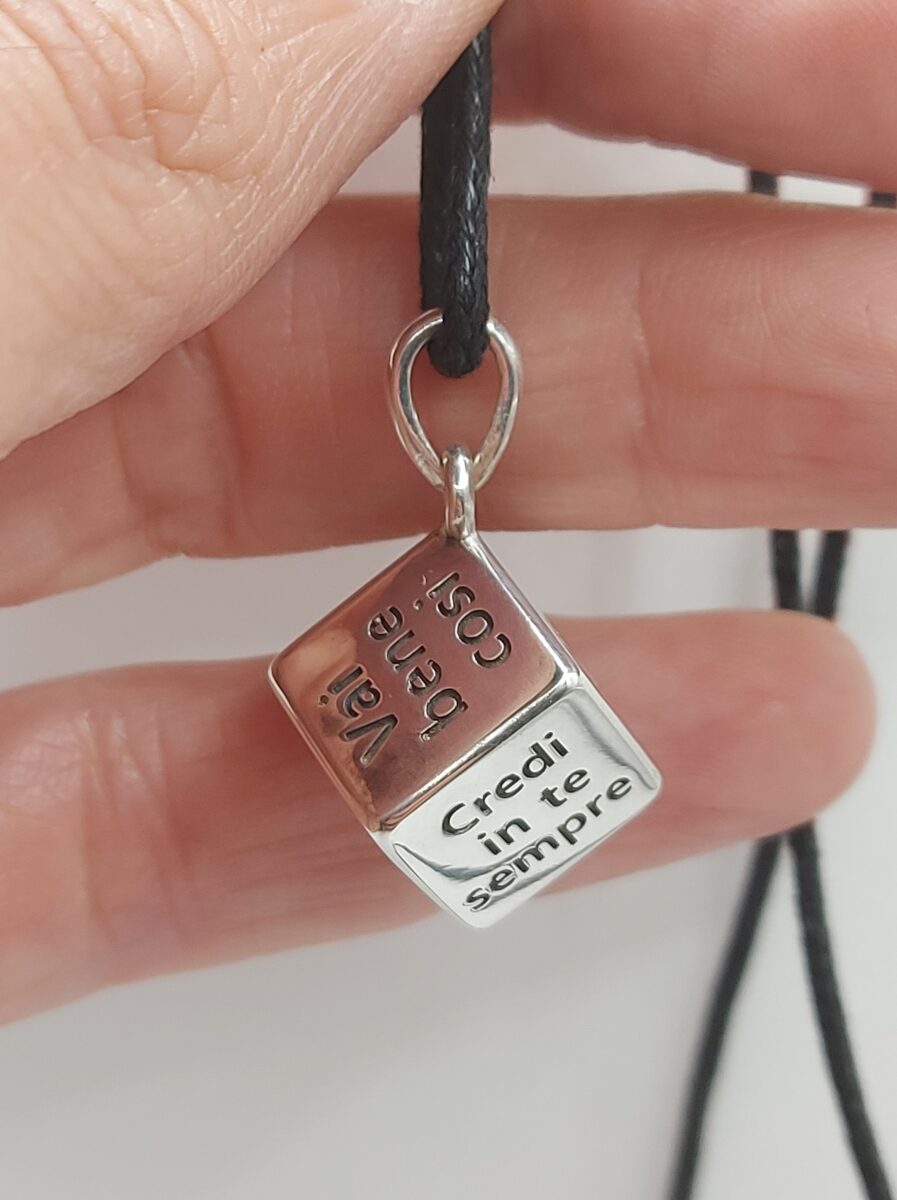 Vai
bene
così
Credi
in te
sempre